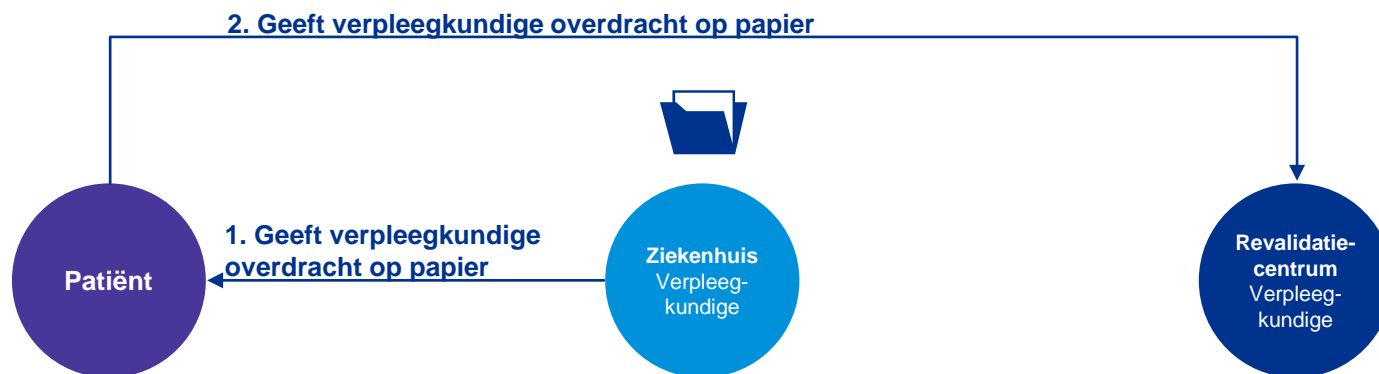 2. Geeft verpleegkundige overdracht op papier
1. Geeft verpleegkundige
overdracht op papier
Patiënt
Ziekenhuis
Verpleeg-
kundige
Revalidatie-
centrum
Verpleeg-
kundige